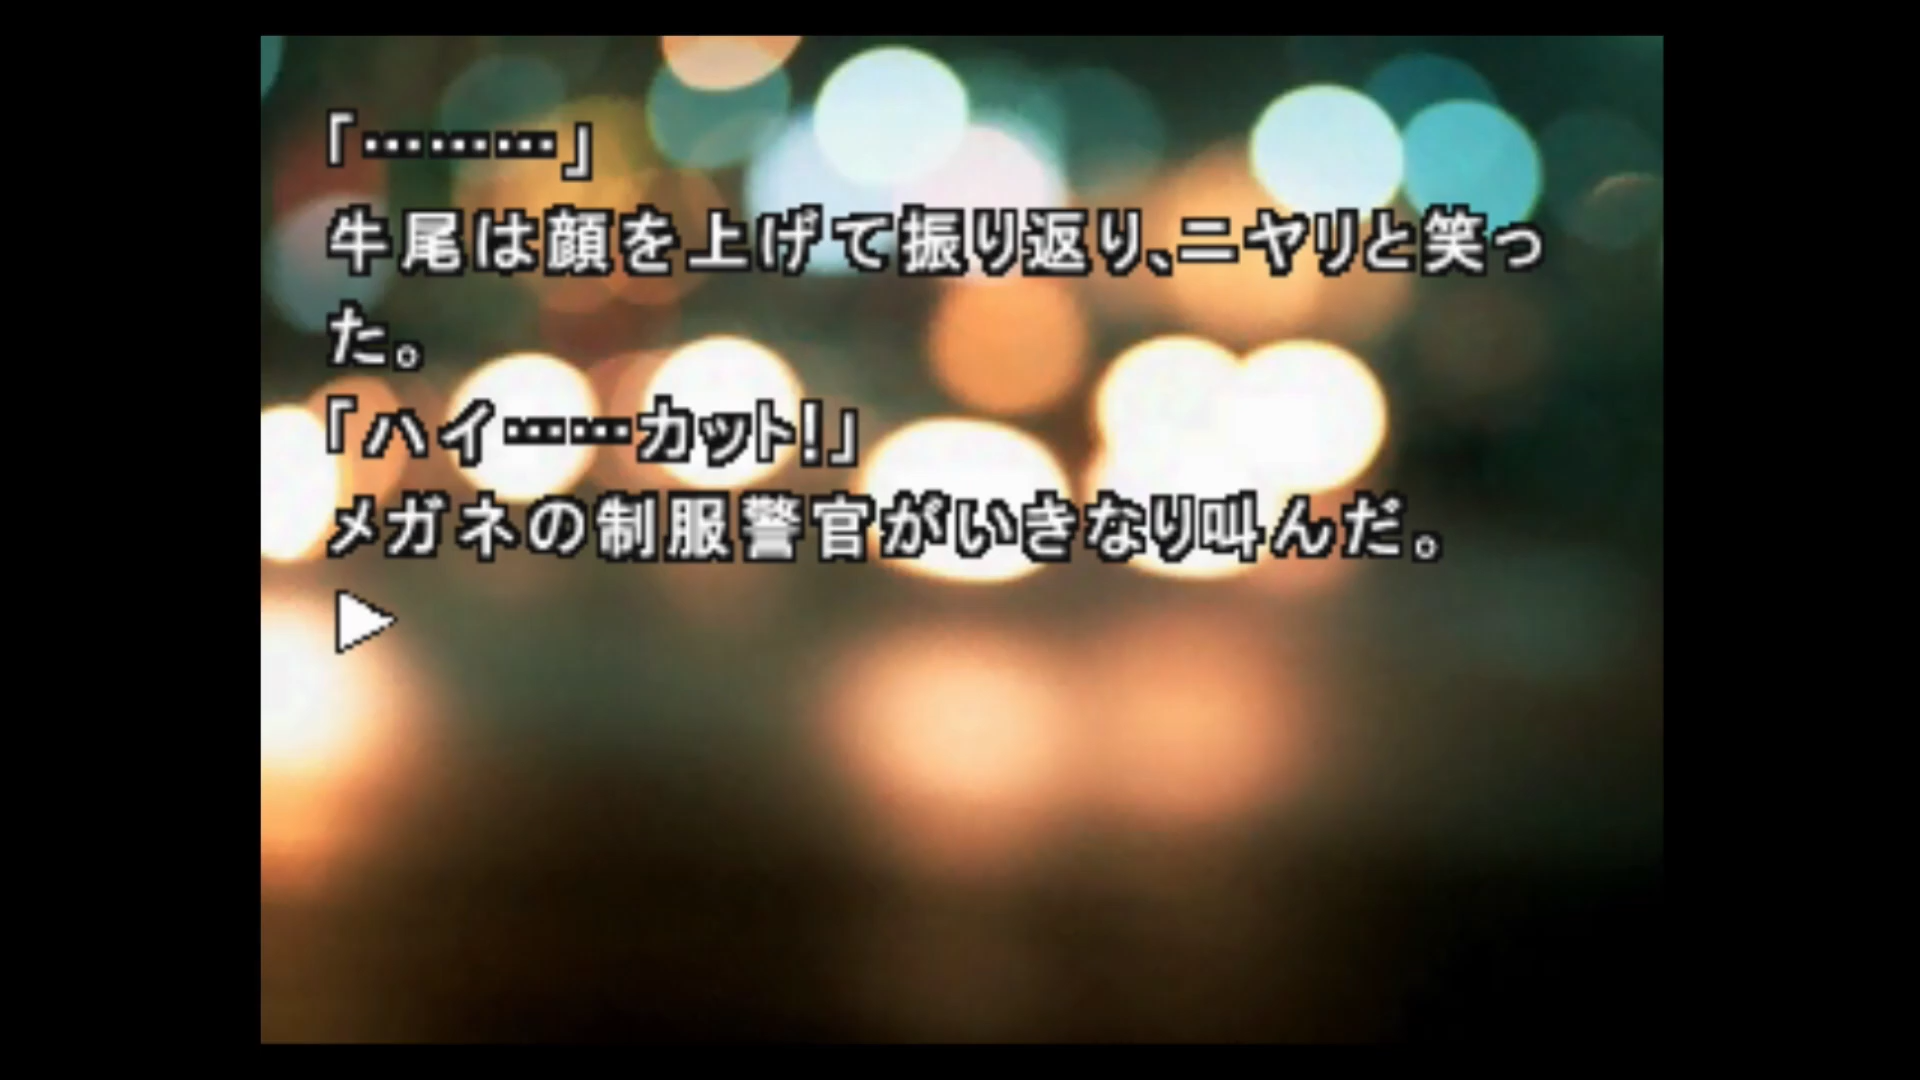 「………」
牛尾は顔を上げて振り返り、ニヤリと笑っ
た。
「ハイ……カット!」
メガネの制服警官がいきなり叫んだ。